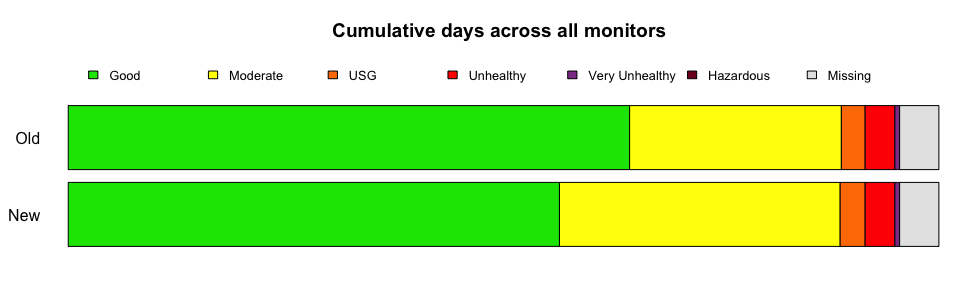 Cumulative days across all monitors
Good Moderate USG Unhealthy Very Unhealthy Hazardous Missing
Old
New